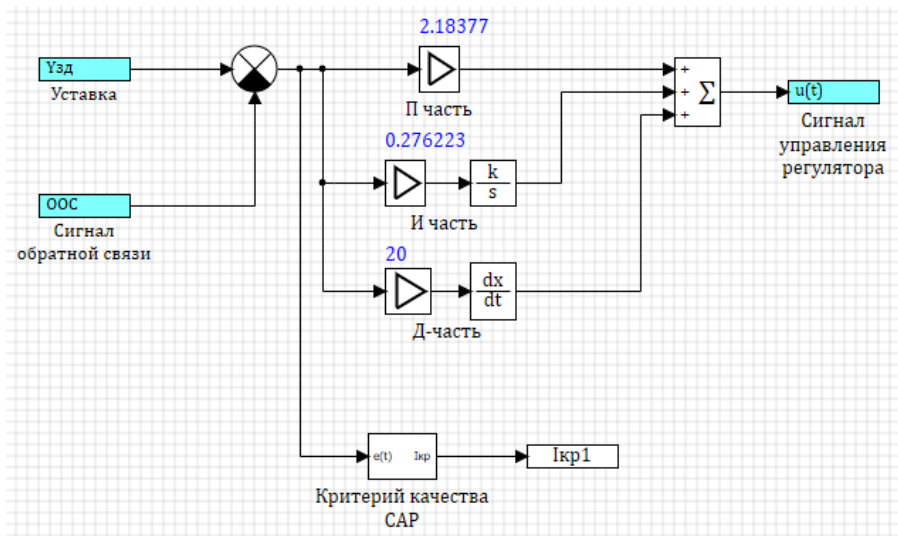 2.18377
Yзд
Уставка
П часть
+
+
+
Σ
u(t)
Сигнал
управления
регулятора
0.276223
k
s
И часть
ООС
Сигнал
обратной связи
20
dx
dt
Д-часть
e(t)
Iкр
Iкр1
Критерий качества
САР